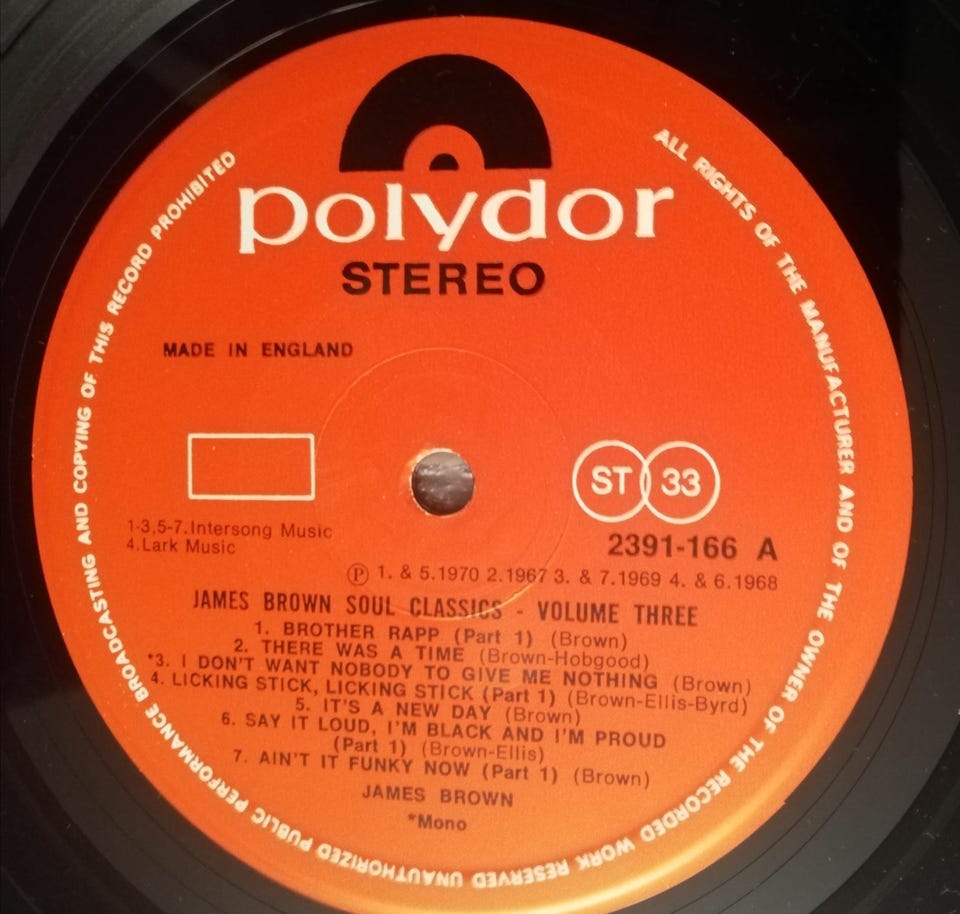 polydor
STEREO
MADE IN ENGLAND
ST 33
1-3,5-7.Intersong Music
4.Lark Music
2391-166 A
Ⓟ 1. & 5.1970 2.1967 3. & 7.1969 4. & 6.1968
JAMES BROWN SOUL CLASSICS - VOLUME THREE
1. BROTHER RAPP (Part 1) (Brown)
2. THERE WAS A TIME (Brown-Hobgood)
*3. I DON'T WANT NOBODY TO GIVE ME NOTHING (Brown)
4. LICKING STICK, LICKING STICK (Part 1) (Brown-Ellis-Byrd)
5. IT'S A NEW DAY (Brown)
6. SAY IT LOUD, I'M BLACK AND I'M PROUD
(Part 1) (Brown-Ellis)
7. AIN'T IT FUNKY NOW (Part 1) (Brown)
JAMES BROWN
*Mono
ALL RIGHTS OF THE MANUFACTURER AND OF THE OWNER OF THE RECORDED WORK RESERVED UNAUTHORIZED PUBLIC PERFORMANCE BROADCASTING AND COPYING OF THIS RECORD PROHIBITED